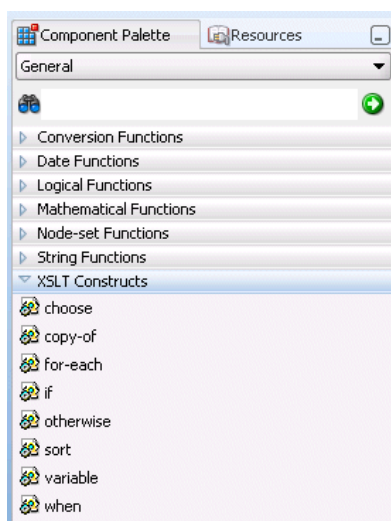 Component Palette Resources
General
Conversion Functions
Date Functions
Logical Functions
Mathematical Functions
Node-set Functions
String Functions
XSLT Constructs
choose
copy-of
for-each
if
otherwise
sort
variable
when